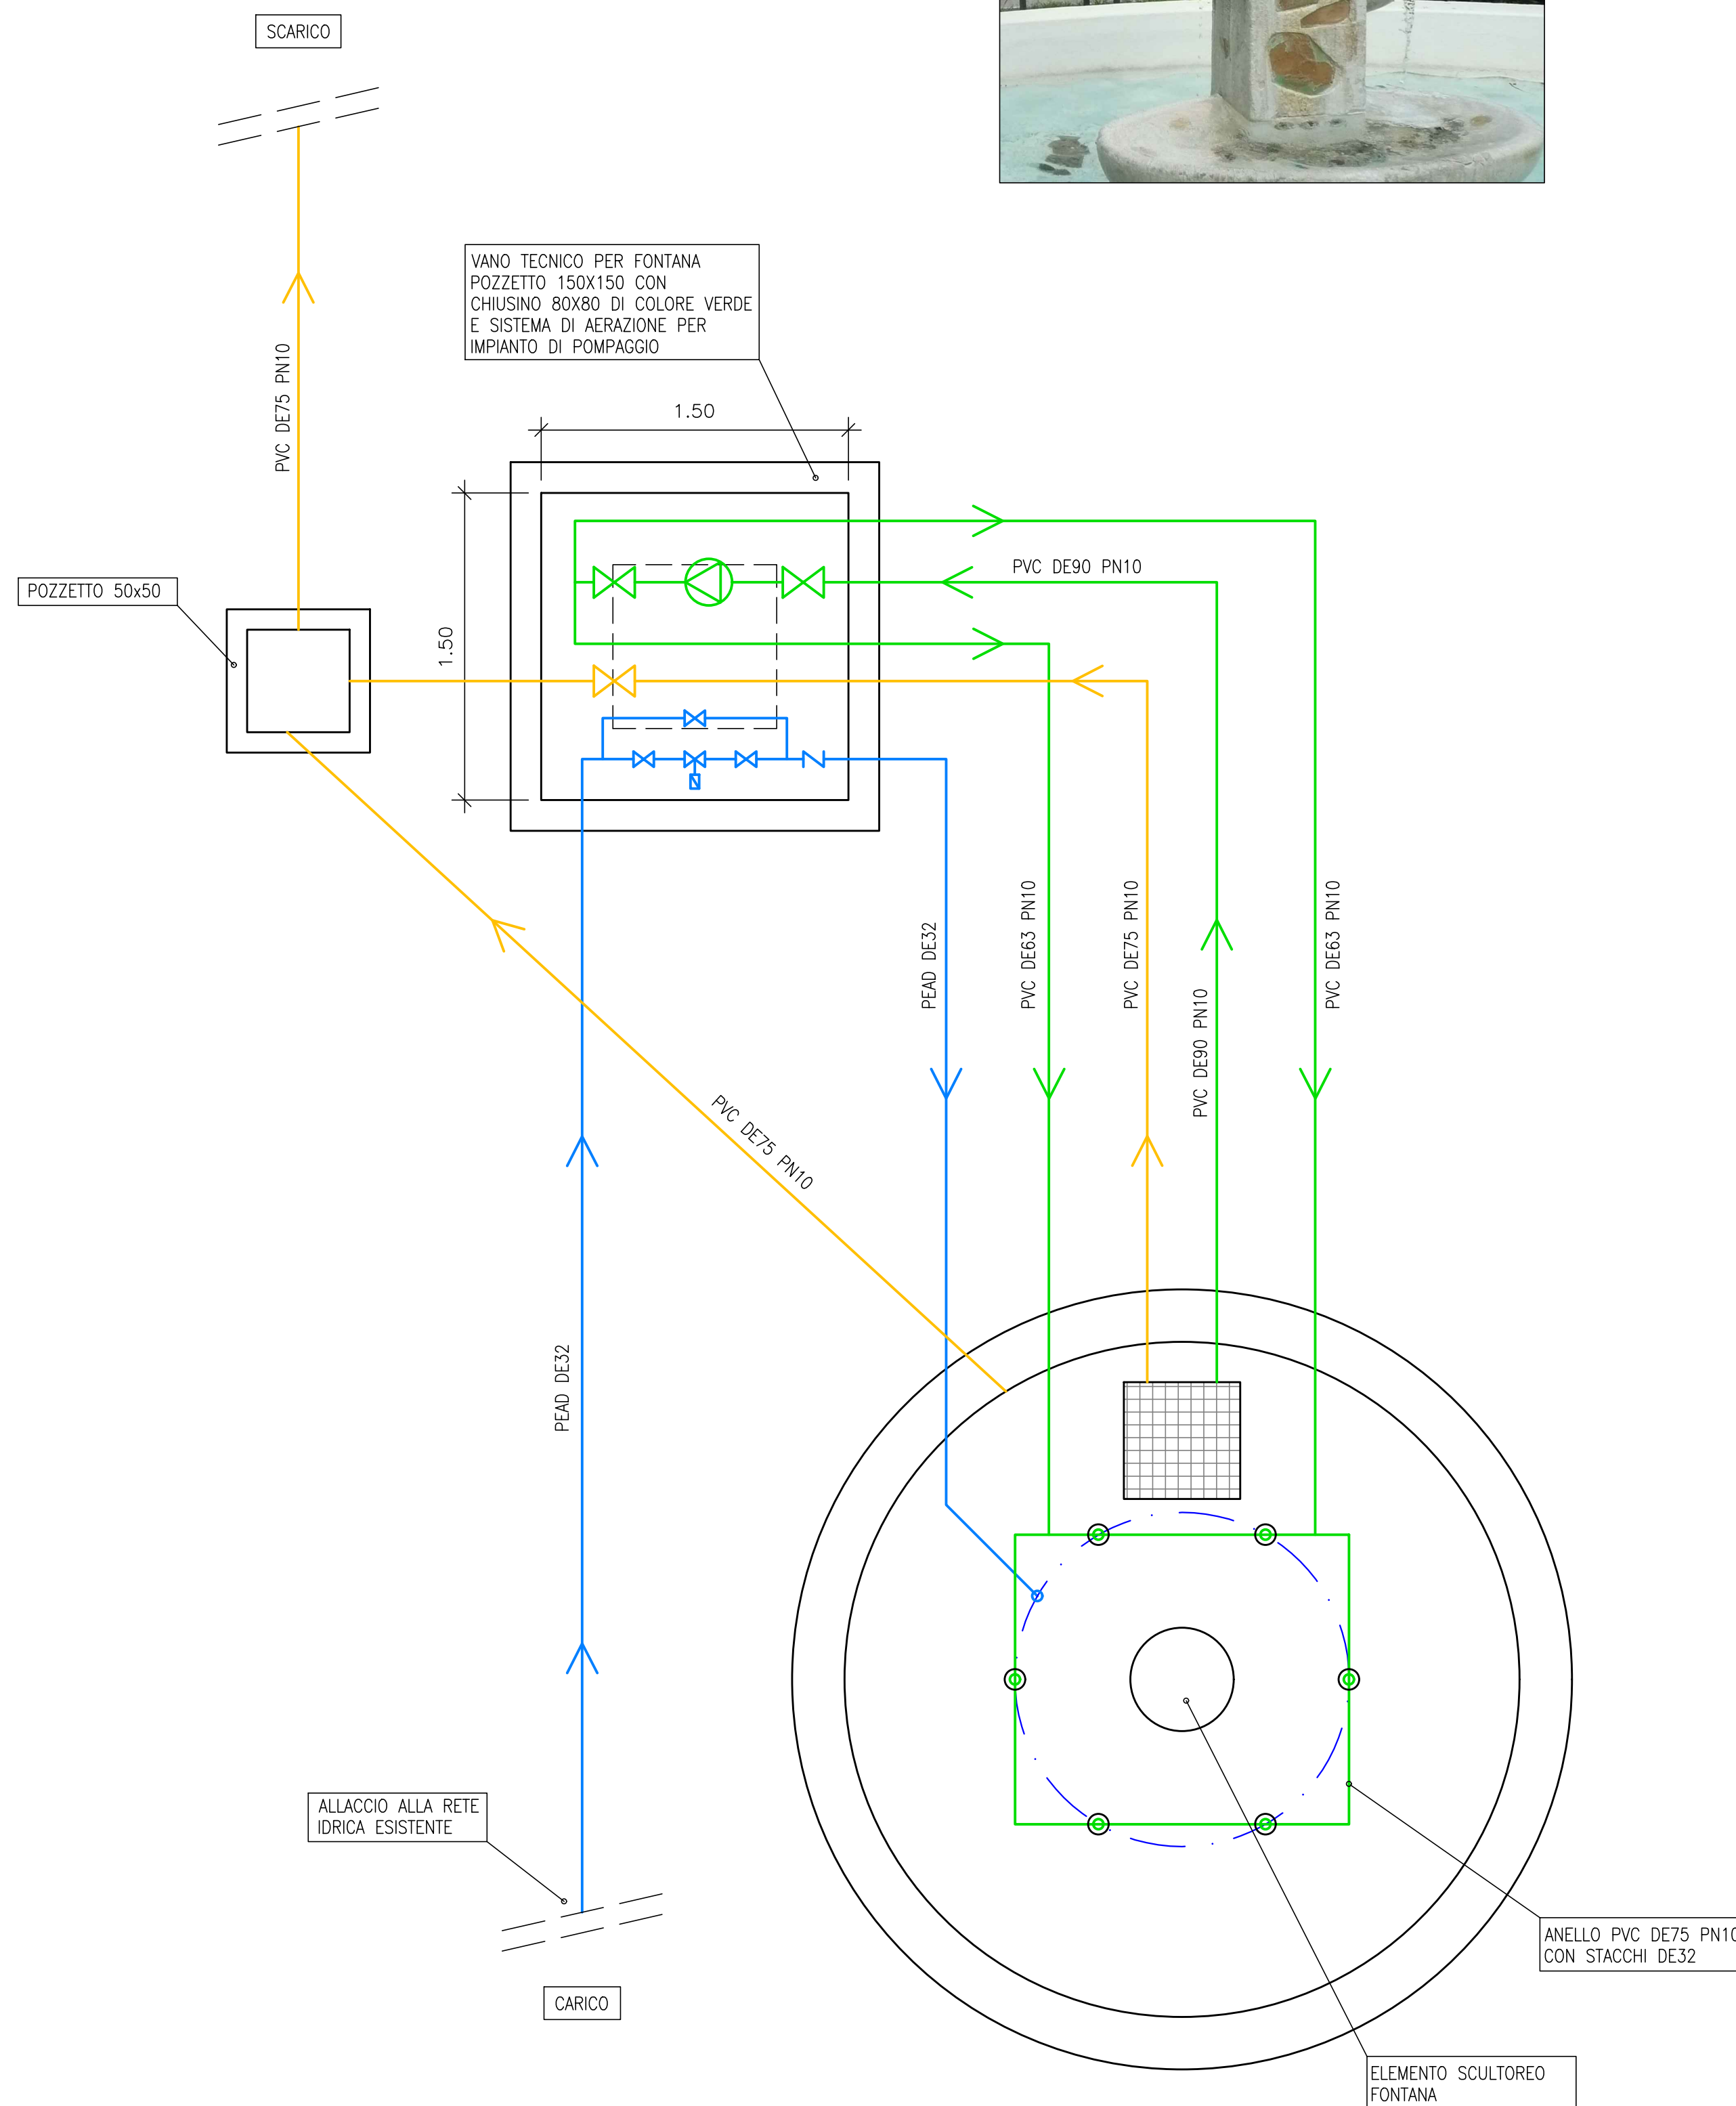 SCARICO
VANO TECNICO PER FONTANA
POZZETTO 150X150 CON
CHIUSINO 80X80 DI COLORE VERDE
E SISTEMA DI AERAZIONE PER
IMPIANTO DI POMPAGGIO
PVC DE75 PN10
1.50
PVC DE90 PN10
POZZETTO 50x50
1.50
PEAD DE32
PVC DE63 PN10
PVC DE75 PN10
PVC DE90 PN10
PVC DE63 PN10
PVC DE75 PN10
PEAD DE32
ALLACCIO ALLA RETE
IDRICA ESISTENTE
ANELLO PVC DE75 PN10
CON STACCHI DE32
CARICO
ELEMENTO SCULTOREO
FONTANA